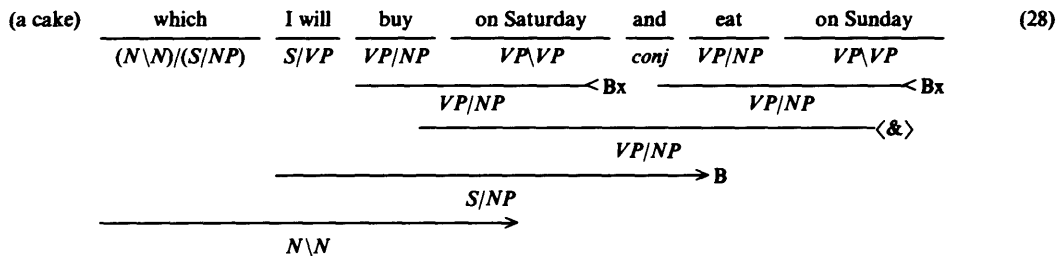 (a cake) which I will buy on Saturday and eat on Sunday (28)
(N\N)/(S/NP) S/VP VP/NP VP\VP conj VP/NP VP\VP
<Bx <Bx
VP/NP VP/NP
<&>
VP/NP
>B
S/NP
>
N\N